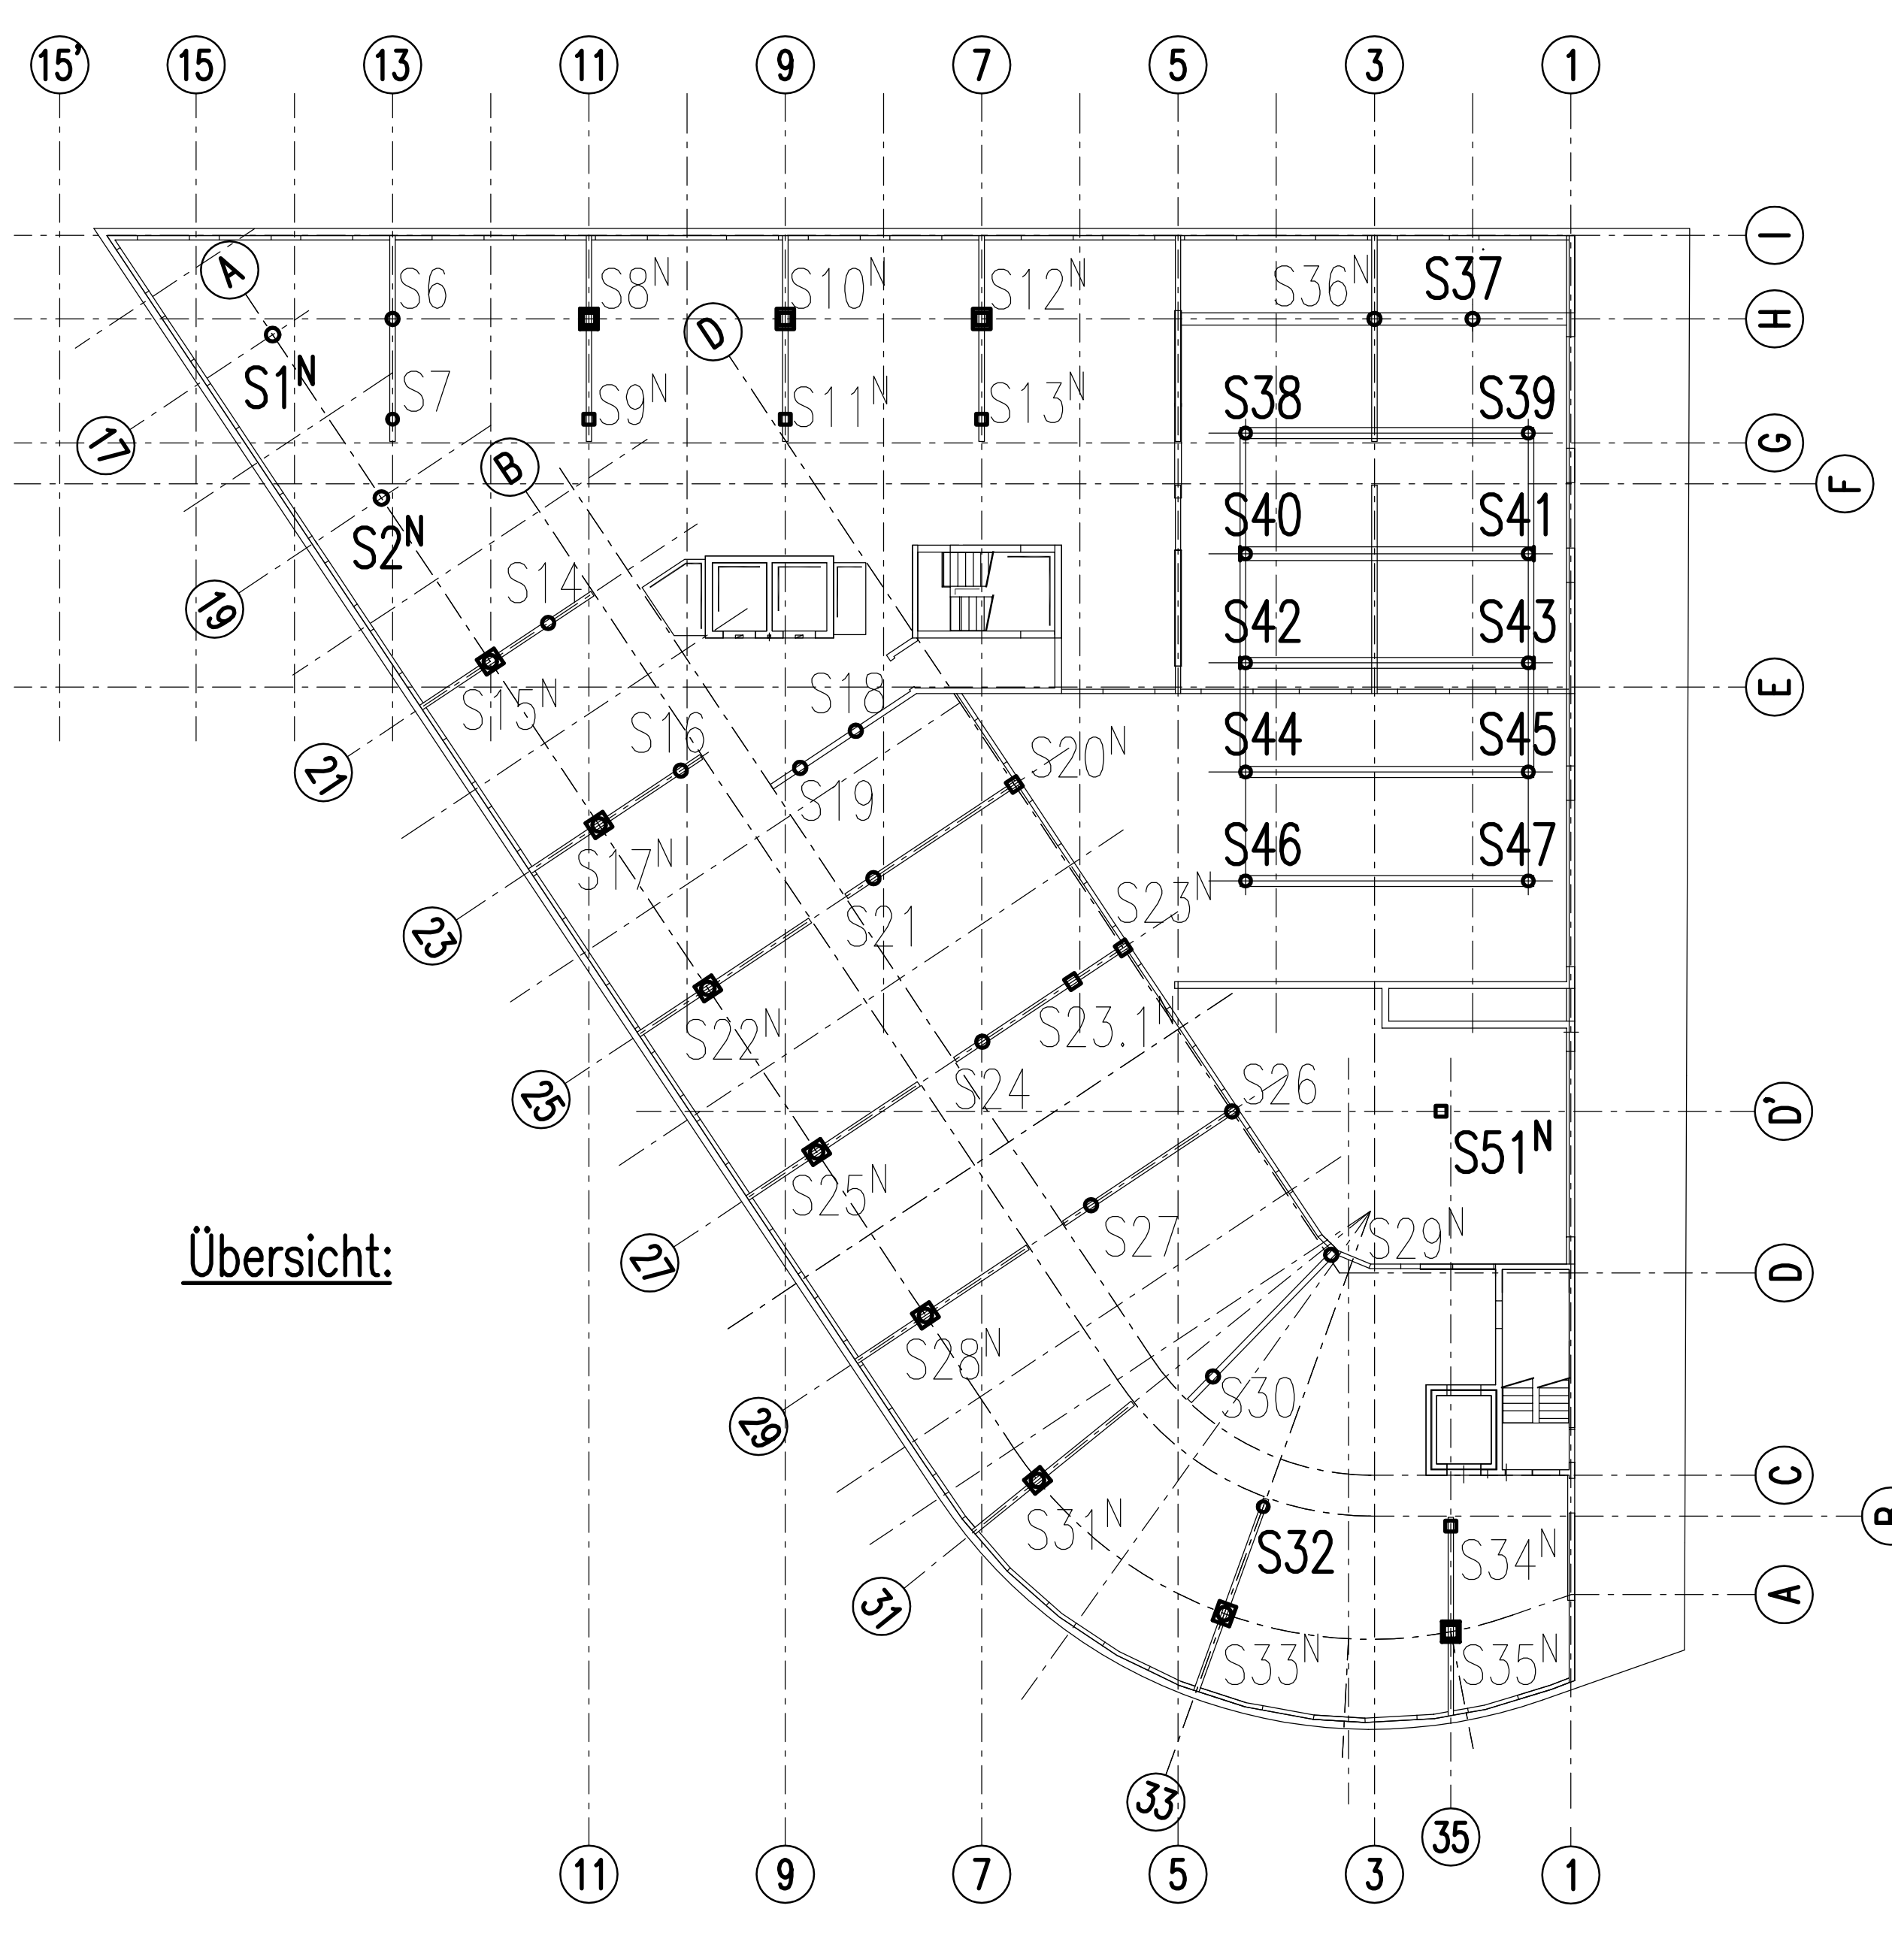 15' 15 13 11 9 7 5 3 1
I
A S6 S8N S10N S12N S36N S37
H
D
S1N S7 S9N S11N S13N S38 S39
17 G
B F
S2N S40 S41
19 S14
S42 S43
E
S15N S16 S18
21 S20N S44 S45
S19
S17N S46 S47
23 S21 S23N
S22N S23.1N
25 S24 S26
D'
S51N
S25N
Übersicht: 27 S27 S29N
D
S28N
29 S30
C
B
S31N S32 S34N
31 A
S33N S35N
33 35
11 9 7 5 3 1